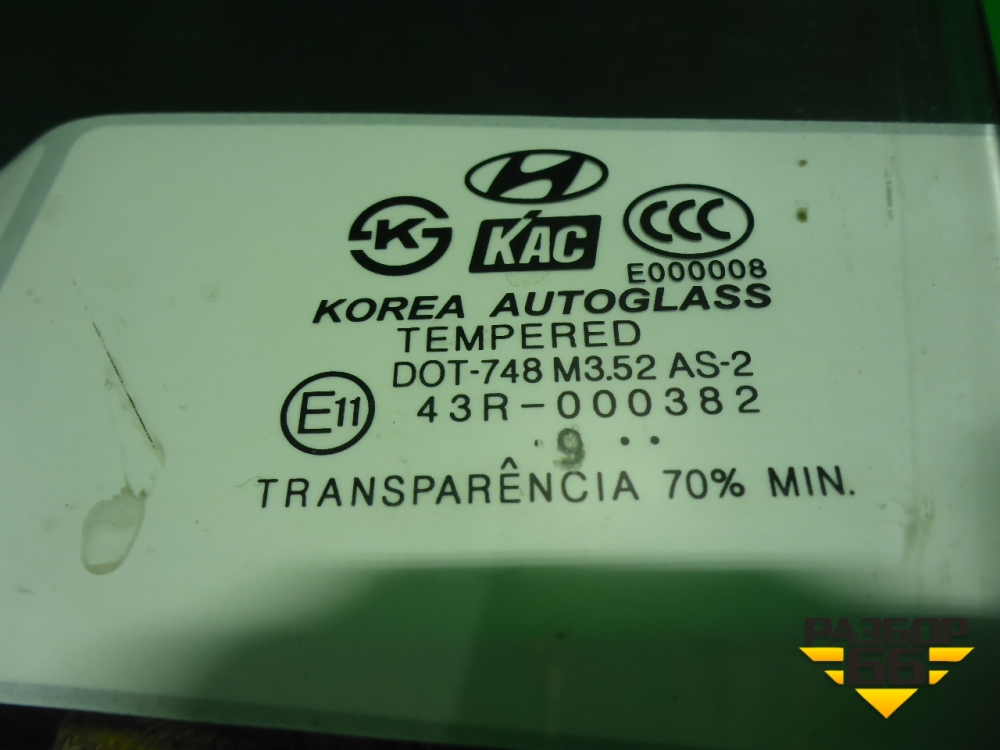 K
KAC
CCC
E000008
KOREA AUTOGLASS
TEMPERED
DOT-748 M3.52 AS-2
E11
43R-000382
. 9 . .
TRANSPARÊNCIA 70% MIN.
РАЗБОР
66